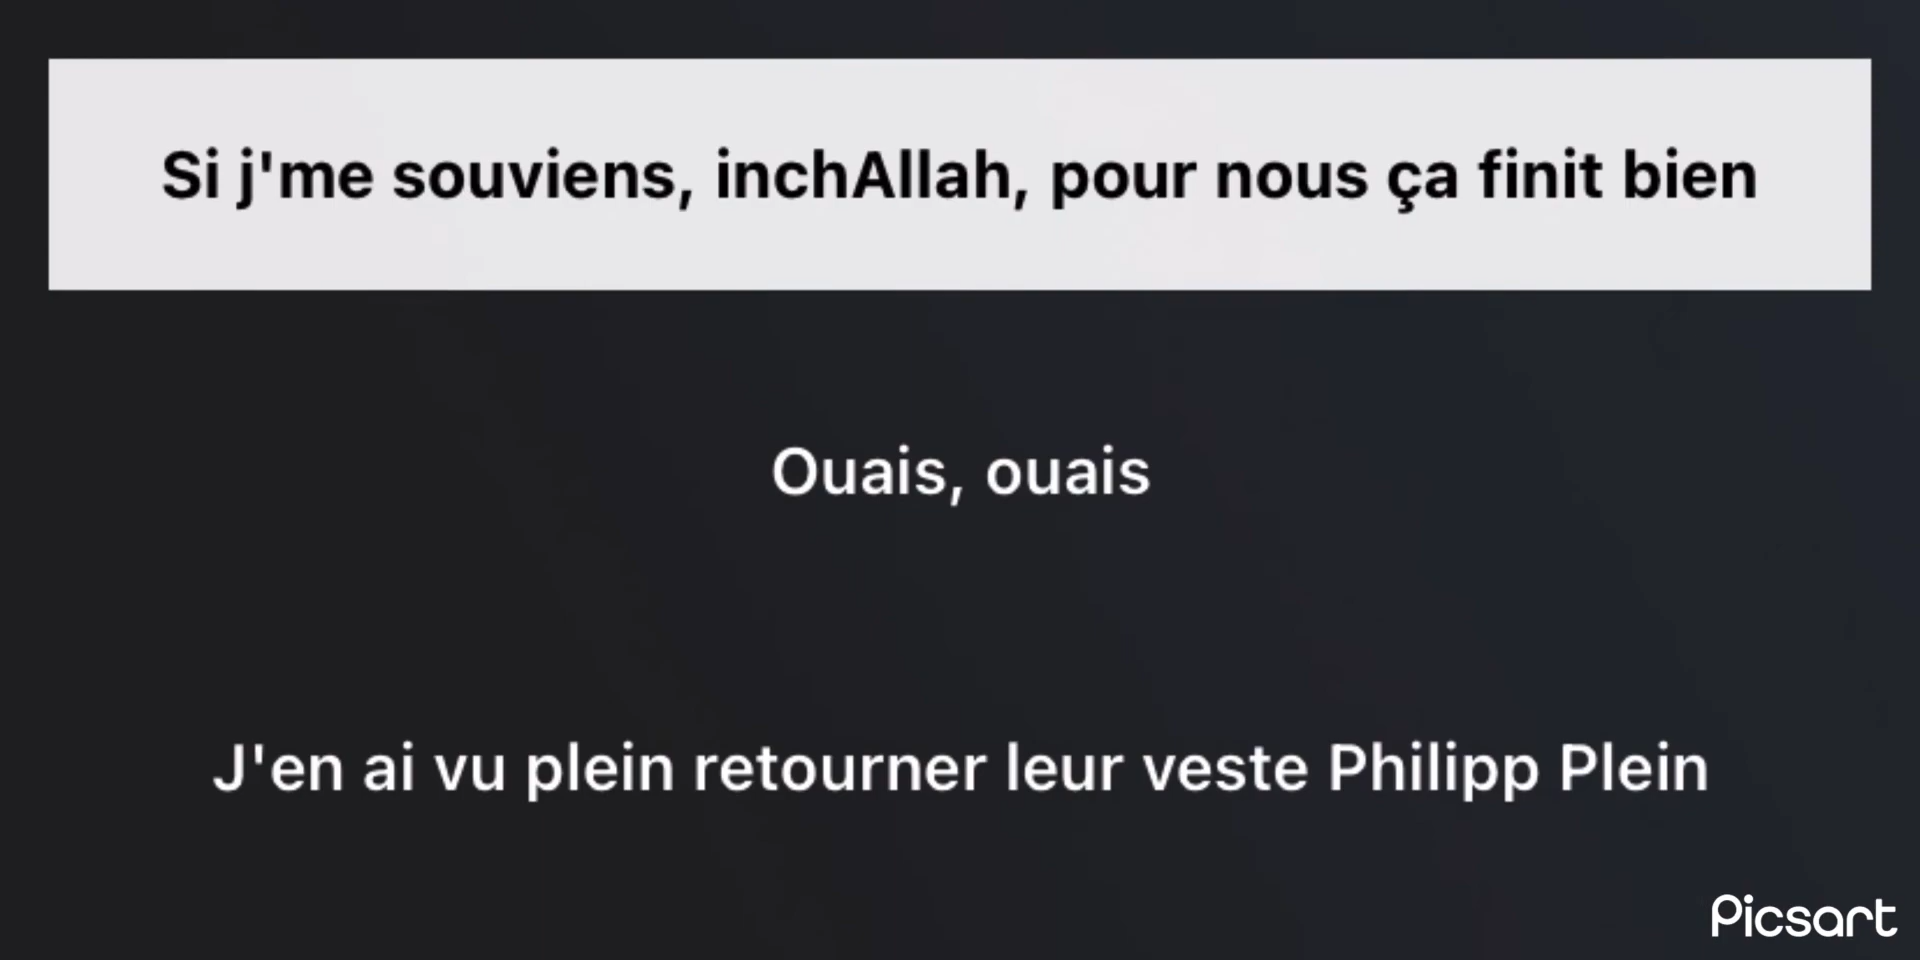 Si j'me souviens, inchAllah, pour nous ça finit bien
Ouais, ouais
J'en ai vu plein retourner leur veste Philipp Plein
Picsart